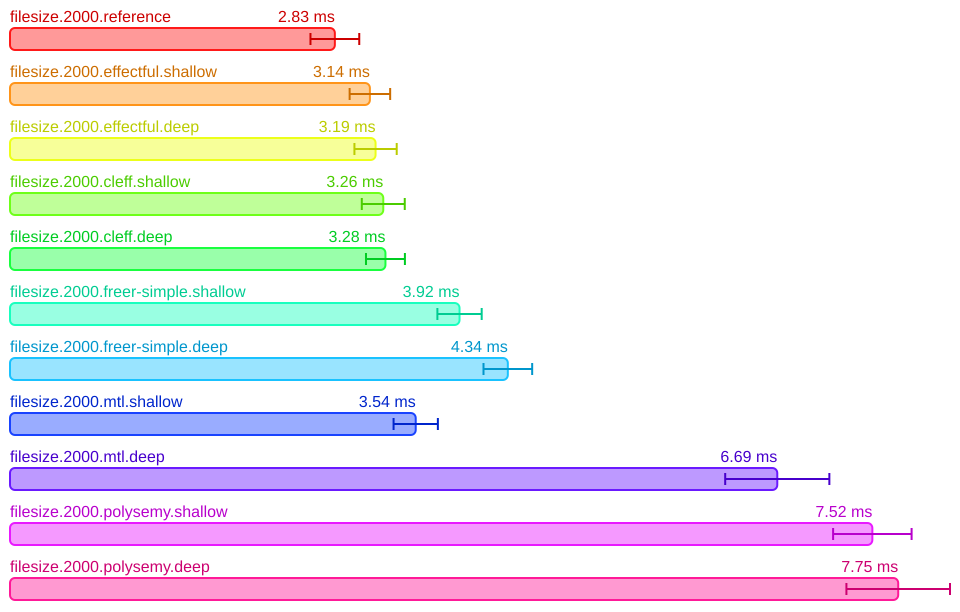 filesize.2000.reference 2.83 ms
filesize.2000.effectful.shallow 3.14 ms
filesize.2000.effectful.deep 3.19 ms
filesize.2000.cleff.shallow 3.26 ms
filesize.2000.cleff.deep 3.28 ms
filesize.2000.freer-simple.shallow 3.92 ms
filesize.2000.freer-simple.deep 4.34 ms
filesize.2000.mtl.shallow 3.54 ms
filesize.2000.mtl.deep 6.69 ms
filesize.2000.polysemy.shallow 7.52 ms
filesize.2000.polysemy.deep 7.75 ms